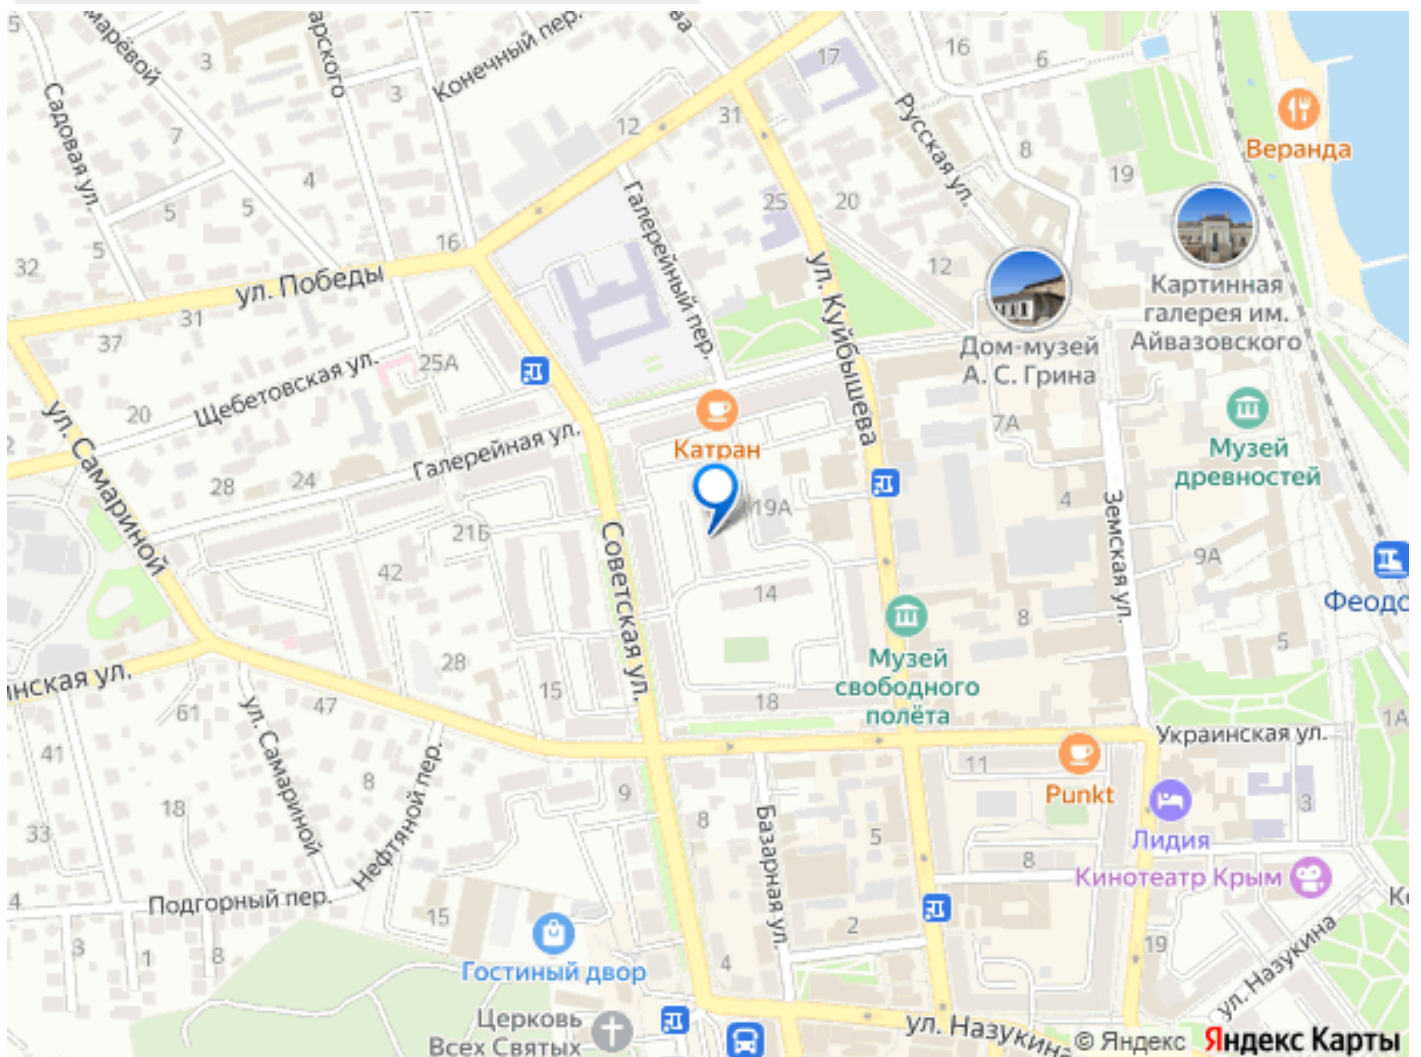 5
марёвой
3
арского
Конечный пер.
ва
17
16
6
Садовая ул.
7
3
12
31
Русская ул.
8
Веранда
4
19
5
5
25
20
Галерейный пер.
5
16
32
12
ул. Победы
ул. Куйбышева
Картинная
галерея им.
Айвазовского
31
37
25А
Дом-музей
А. С. Грина
Щебетовская ул.
20
ул. Самариной
7А
Катран
Музей
древностей
Галерейная ул.
24
28
19А
4
Земская ул.
21Б
Советская ул.
9А
42
14
Феодо
8
5
28
Музей
свободного
полёта
инская ул.
15
18
61
47
1А
41
ул. Самариной
Украинская ул.
Нефтяной пер.
8
11
Punkt
9
3
18
8
Базарная ул.
5
33
Лидия
8
Кинотеатр Крым
4
Подгорный пер.
Ко
15
2
19
ул. Назукина
3
1
8
Гостиный двор
4
Церковь
Всех Святых
ул. Назукина
© Яндекс Яндекс Карты